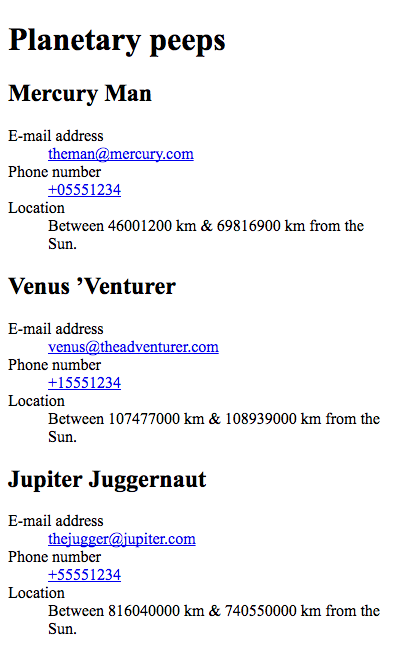 Planetary peeps
Mercury Man
E-mail address
theman@mercury.com
Phone number
+05551234
Location
Between 46001200 km & 69816900 km from the
Sun.
Venus ’Venturer
E-mail address
venus@theadventurer.com
Phone number
+15551234
Location
Between 107477000 km & 108939000 km from the
Sun.
Jupiter Juggernaut
E-mail address
thejugger@jupiter.com
Phone number
+55551234
Location
Between 816040000 km & 740550000 km from the
Sun.